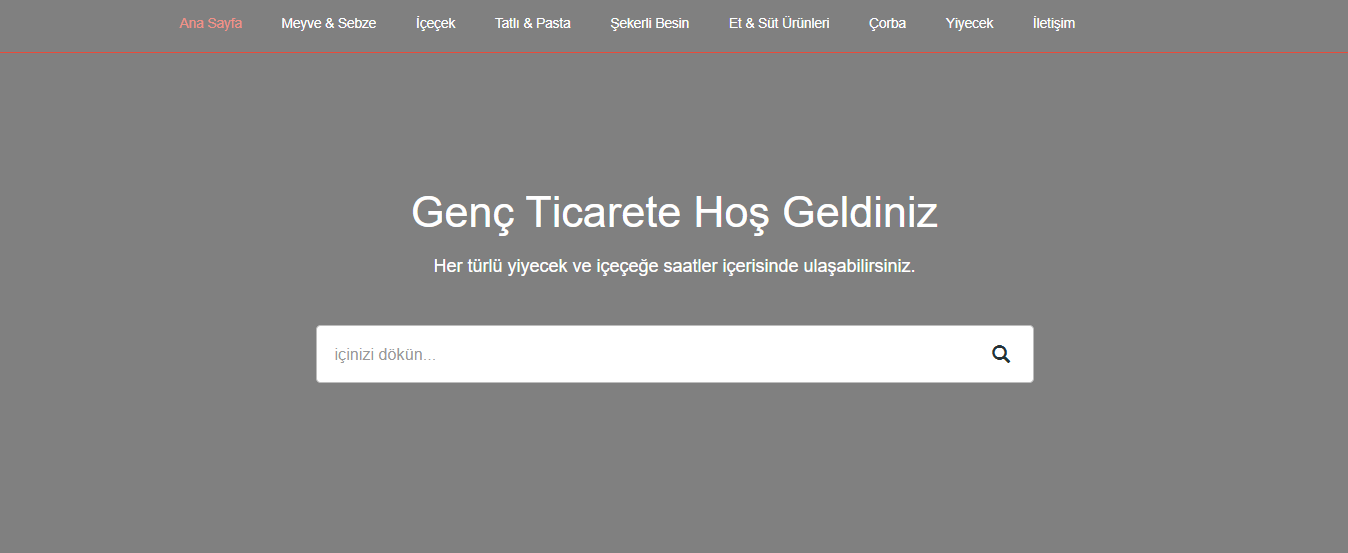 Ana Sayfa Meyve & Sebze İçeçek Tatlı & Pasta Şekerli Besin Et & Süt Ürünleri Çorba Yiyecek İletişim
Genç Ticarete Hoş Geldiniz
Her türlü yiyecek ve içeçeğe saatler içerisinde ulaşabilirsiniz.
içinizi dökün...